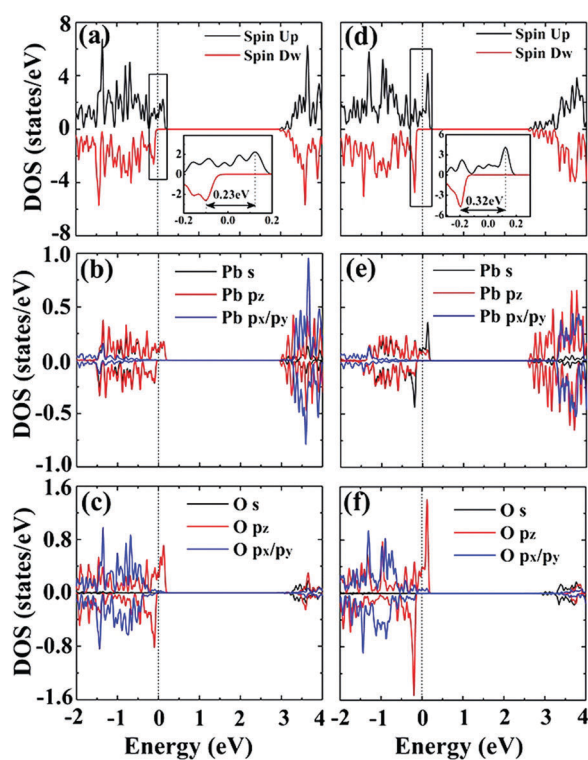 (a)
Spin Up
Spin Dw
8
4
0
-4
-8
DOS (states/eV)
2
0
-2
0.23eV
-0.2
0.0
0.2
(d)
Spin Up
Spin Dw
6
3
0
-3
-6
0.32eV
-0.2
0.0
0.3
(b)
Pb s
Pb pz
Pb px/py
1.0
0.5
0.0
-0.5
-1.0
DOS (states/eV)
(e)
Pb s
Pb pz
Pb px/py
(c)
O s
O pz
O px/py
1.6
0.8
0.0
-0.8
-1.6
DOS (states/eV)
-2
-1
0
1
2
3
4
Energy (eV)
(f)
O s
O pz
O px/py
-2
-1
0
1
2
3
4
Energy (eV)